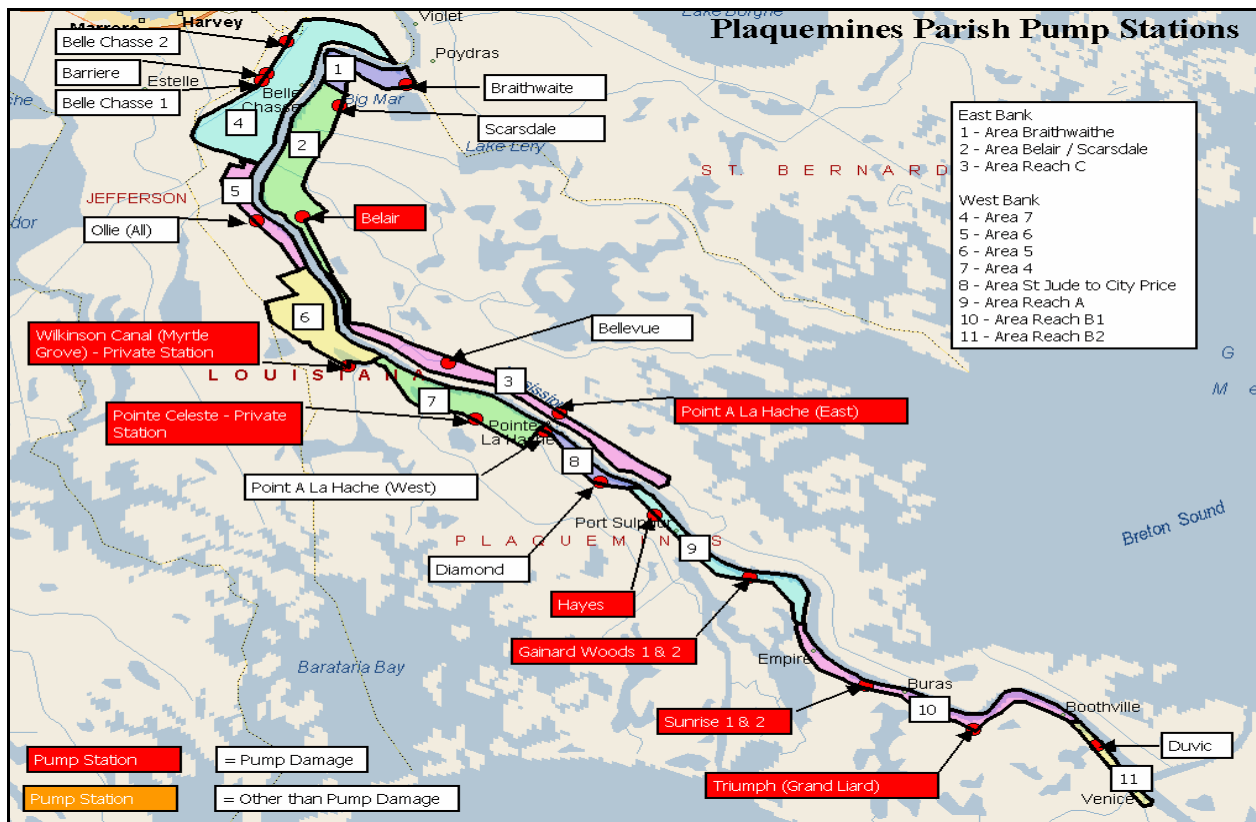 Plaquemines Parish Pump Stations
Harvey
Violet
Lake Borgne
Belle Chasse 2
Poydras
Barriere
Estelle
1
Belle Chasse
Big Mar
Braithwaite
Belle Chasse 1
4
Scarsdale
2
Lake Lery
East Bank
1 - Area Braithwaithe
2 - Area Belair / Scarsdale
3 - Area Reach C
West Bank
4 - Area 7
5 - Area 6
6 - Area 5
7 - Area 4
8 - Area St Jude to City Price
9 - Area Reach A
10 - Area Reach B1
11 - Area Reach B2
ST. BERNARD
JEFFERSON
5
Belair
Ollie (All)
6
Bellevue
Wilkinson Canal (Myrtle
Grove) - Private Station
LOUISIANA
G
M
3
7
Pointe Celeste - Private
Station
Point A La Hache (East)
Pointe A
La Hache
8
Point A La Hache (West)
Port Sulphur
PLAQUEMINES
Breton Sound
9
Diamond
Hayes
Gainard Woods 1 & 2
Empire
Barataria Bay
Buras
10
Sunrise 1 & 2
Boothville
Duvic
Triumph (Grand Liard)
11
Venice
Pump Station
= Pump Damage
Pump Station
= Other than Pump Damage